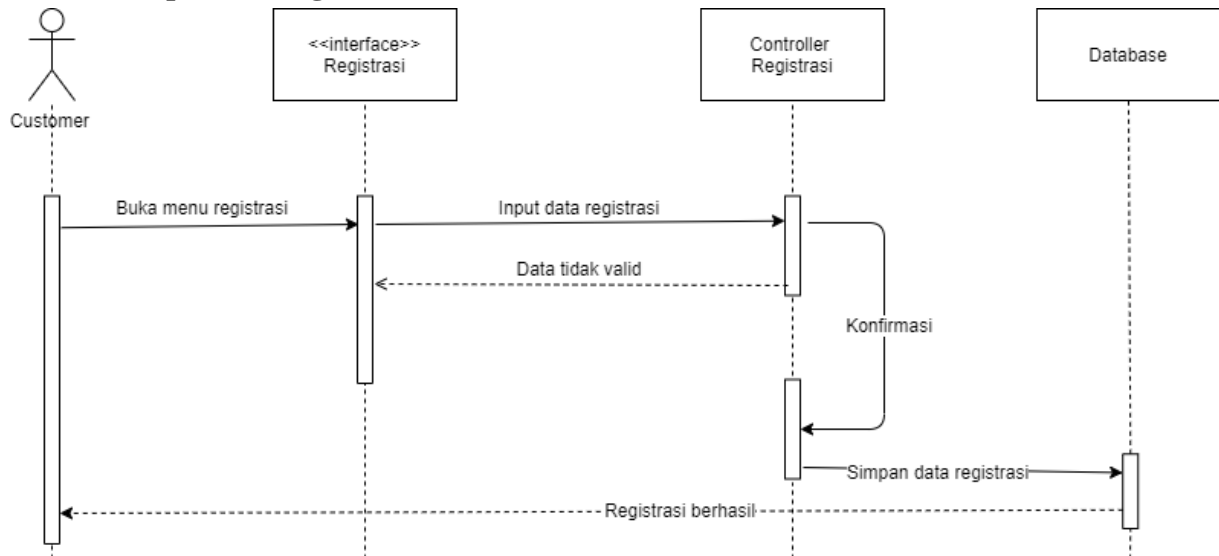 <<interface>>
Registrasi
Controller
Registrasi
Database
Customer
Buka menu registrasi
Input data registrasi
Data tidak valid
Konfirmasi
Simpan data registrasi
Registrasi berhasil